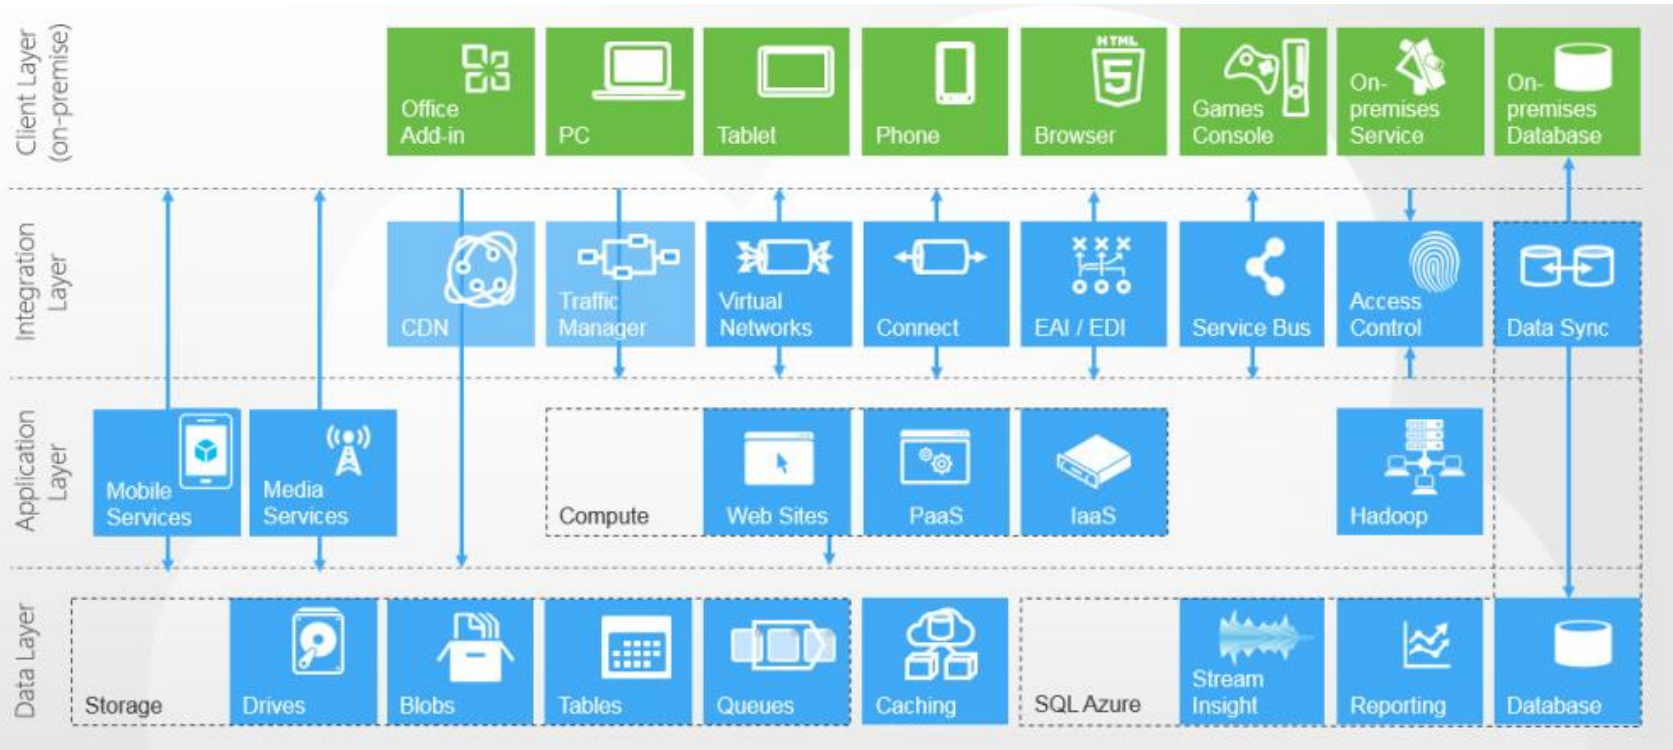 Client Layer
(on-premise)
Office
Add-in
PC
Tablet
Phone
HTML
5
Browser
Games
Console
On-
premises
Service
On-
premises
Database
Integration
Layer
CDN
Traffic
Manager
Virtual
Networks
Connect
EAI / EDI
Service Bus
Access
Control
Data Sync
Application
Layer
Mobile
Services
Media
Services
Compute
Web Sites
PaaS
IaaS
Hadoop
Data Layer
Storage
Drives
Blobs
Tables
Queues
Caching
SQL Azure
Stream
Insight
Reporting
Database